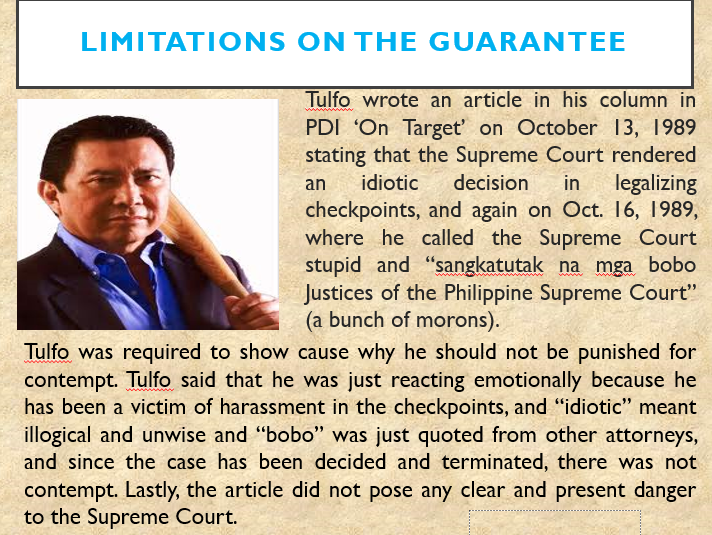 LIMITATIONS ON THE GUARANTEE
Tulfo wrote an article in his column in
PDI ‘On Target’ on October 13, 1989
stating that the Supreme Court rendered
an idiotic decision in legalizing
checkpoints, and again on Oct. 16, 1989,
where he called the Supreme Court
stupid and “sangkatutak na mga bobo
Justices of the Philippine Supreme Court”
(a bunch of morons).
Tulfo was required to show cause why he should not be punished for
contempt. Tulfo said that he was just reacting emotionally because he
has been a victim of harassment in the checkpoints, and “idiotic” meant
illogical and unwise and “bobo” was just quoted from other attorneys,
and since the case has been decided and terminated, there was not
contempt. Lastly, the article did not pose any clear and present danger
to the Supreme Court.